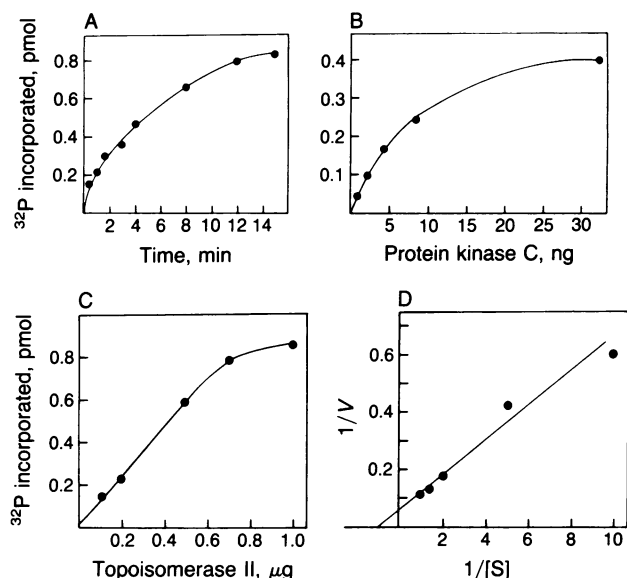 A
³²P incorporated, pmol
0.8
0.6
0.4
0.2
2 4 6 8 10 12 14
Time, min
B
0.4
0.3
0.2
0.1
5 10 15 20 25 30
Protein kinase C, ng
C
³²P incorporated, pmol
1.0
0.8
0.6
0.4
0.2
0.2 0.4 0.6 0.8 1.0
Topoisomerase II, µg
D
1/V
0.6
0.4
0.2
2 4 6 8 10
1/[S]